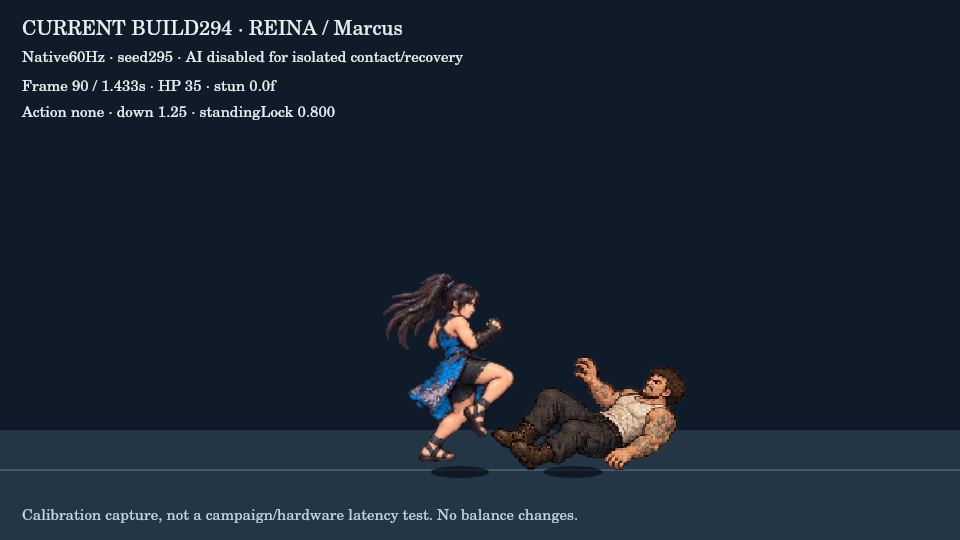 CURRENT BUILD294 · REINA / Marcus
Native60Hz · seed295 · AI disabled for isolated contact/recovery
Frame 90 / 1.433s · HP 35 · stun 0.0f
Action none · down 1.25 · standingLock 0.800
Calibration capture, not a campaign/hardware latency test. No balance changes.